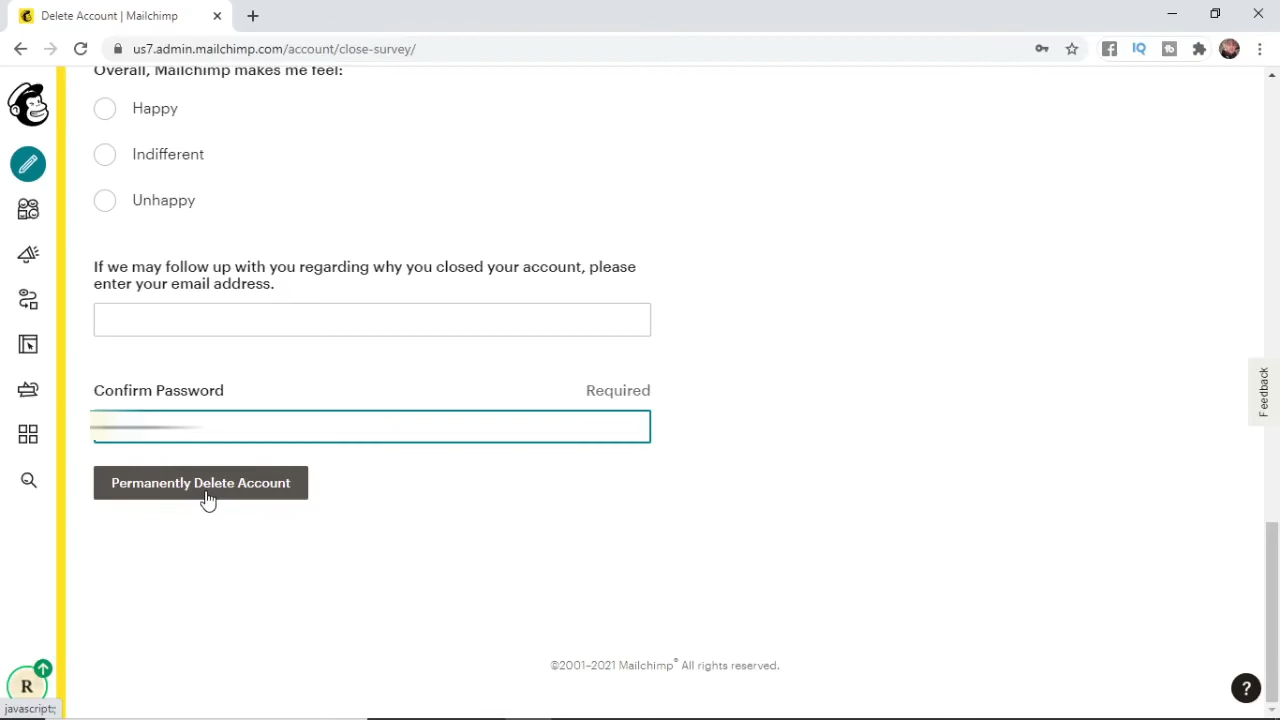 Delete Account | Mailchimp
us7.admin.mailchimp.com/account/close-survey/
IQ
Overall, Mailchimp makes me feel:
Happy
Indifferent
Unhappy
If we may follow up with you regarding why you closed your account, please
enter your email address.
Confirm Password Required
Permanently Delete Account
Feedback
©2001–2021 Mailchimp® All rights reserved.
R
?
javascript:;